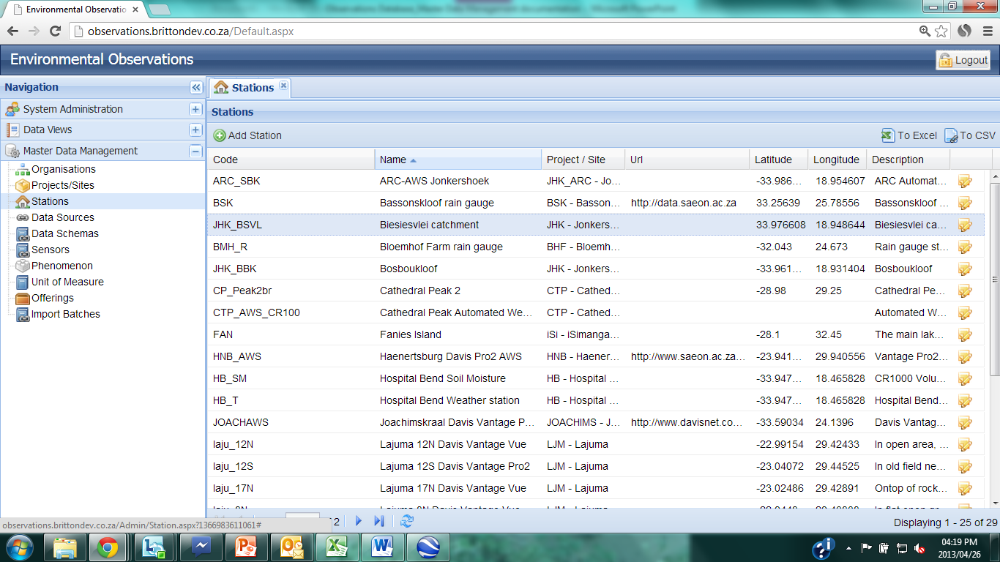 Environmental Observatio
observations.brittondev.co.za/Default.aspx
Environmental Observations
Logout
Navigation
System Administration
Data Views
Master Data Management
Organisations
Projects/Sites
Stations
Data Sources
Data Schemas
Sensors
Phenomenon
Unit of Measure
Offerings
Import Batches
Stations
Stations
Add Station To Excel To CSV
Code Name Project / Site Url Latitude Longitude Description
ARC_SBK ARC-AWS Jonkershoek JHK_ARC - Jo... -33.986... 18.954607 ARC Automat...
BSK Bassonskloof rain gauge BSK - Basson... http://data.saeon.ac.za 33.25639 25.78556 Bassonskloof ...
JHK_BSVL Biesiesvlei catchment JHK - Jonkers... 33.976608 18.948644 Biesiesvlei ca...
BMH_R Bloemhof Farm rain gauge BHF - Bloemh... -32.043 24.673 Rain gauge st...
JHK_BBK Bosboukloof JHK - Jonkers... -33.961... 18.931404 Bosboukloof
CP_Peak2br Cathedral Peak 2 CTP - Cathed... -28.98 29.25 Cathedral Pe...
CTP_AWS_CR100 Cathedral Peak Automated We... CTP - Cathed... Automated W...
FAN Fanies Island iSi - iSimanga... -28.1 32.45 The main lak...
HNB_AWS Haenertsburg Davis Pro2 AWS HNB - Haener... http://www.saeon.ac.za... -23.941... 29.940556 Vantage Pro2...
HB_SM Hospital Bend Soil Moisture HB - Hospital ... -33.947... 18.465828 CR1000 Volu...
HB_T Hospital Bend Weather station HB - Hospital ... -33.947... 18.465828 Hospital Bend...
JOACHAWS Joachimskraal Davis Vantage P... JOACHIMS - J... http://www.davisnet.co... -33.59034 24.1396 Davis Vantag...
laju_12N Lajuma 12N Davis Vantage Vue LJM - Lajuma -22.99154 29.42433 In open area, ...
laju_12S Lajuma 12S Davis Vantage Pro2 LJM - Lajuma -23.04072 29.44525 In old field ne...
laju_17N Lajuma 17N Davis Vantage Vue LJM - Lajuma -23.02486 29.42891 Ontop of rock...
observations.brittondev.co.za/Admin/Station.aspx?1366983611061# 2 Displaying 1 - 25 of 29
04:19 PM
2013/04/26